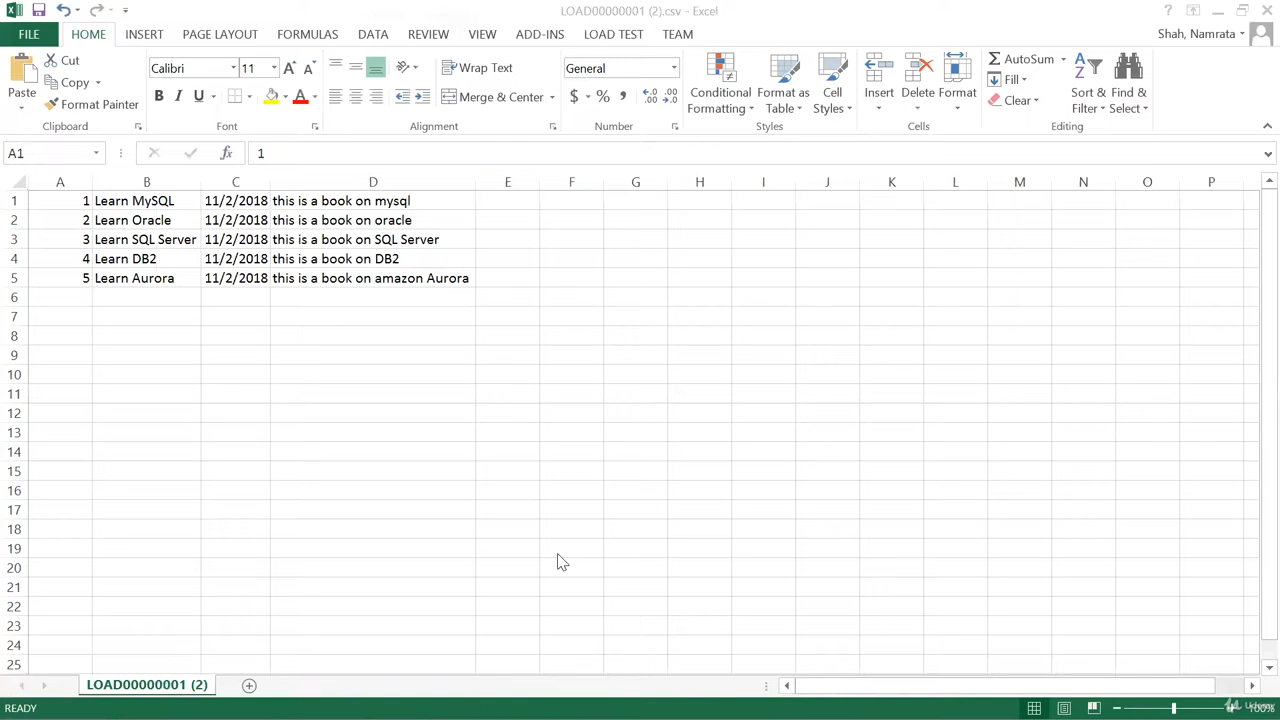 LOAD00000001 (2).csv - Excel
FILE HOME INSERT PAGE LAYOUT FORMULAS DATA REVIEW VIEW ADD-INS LOAD TEST TEAM Shah, Namrata
Paste Cut Copy Format Painter
Calibri 11 B I U A
Wrap Text Merge & Center
General $ % ,
Conditional Formatting Format as Table Cell Styles
Insert Delete Format
AutoSum Fill Clear Sort & Filter Find & Select
Clipboard Font Alignment Number Styles Cells Editing
A1 fx 1
A B C D E F G H I J K L M N O P
1 1 Learn MySQL 11/2/2018 this is a book on mysql
2 2 Learn Oracle 11/2/2018 this is a book on oracle
3 3 Learn SQL Server 11/2/2018 this is a book on SQL Server
4 4 Learn DB2 11/2/2018 this is a book on DB2
5 5 Learn Aurora 11/2/2018 this is a book on amazon Aurora
6
7
8
9
10
11
12
13
14
15
16
17
18
19
20
21
22
23
24
25
LOAD00000001 (2)
READY 100%
Udemy